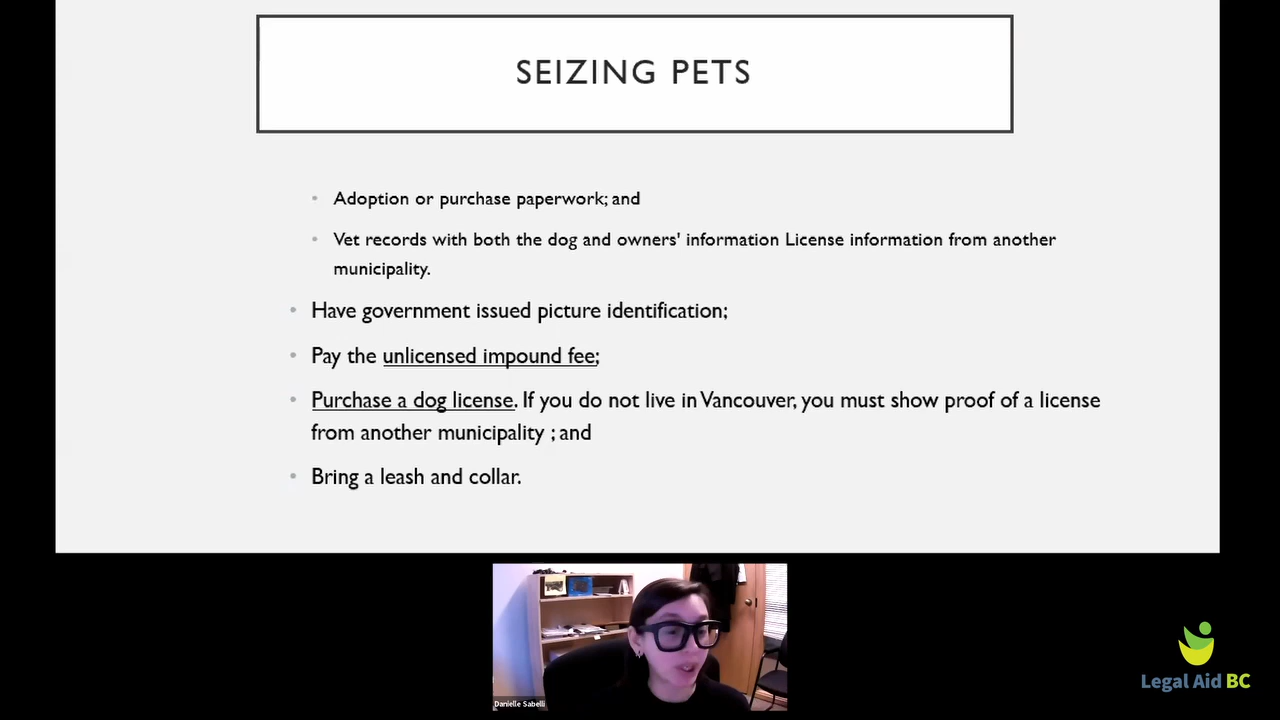 SEIZING PETS
• Adoption or purchase paperwork; and
• Vet records with both the dog and owners' information License information from another
municipality.
• Have government issued picture identification;
• Pay the unlicensed impound fee;
• Purchase a dog license. If you do not live in Vancouver, you must show proof of a license
from another municipality ; and
• Bring a leash and collar.
Danielle Sabelli
Legal Aid BC